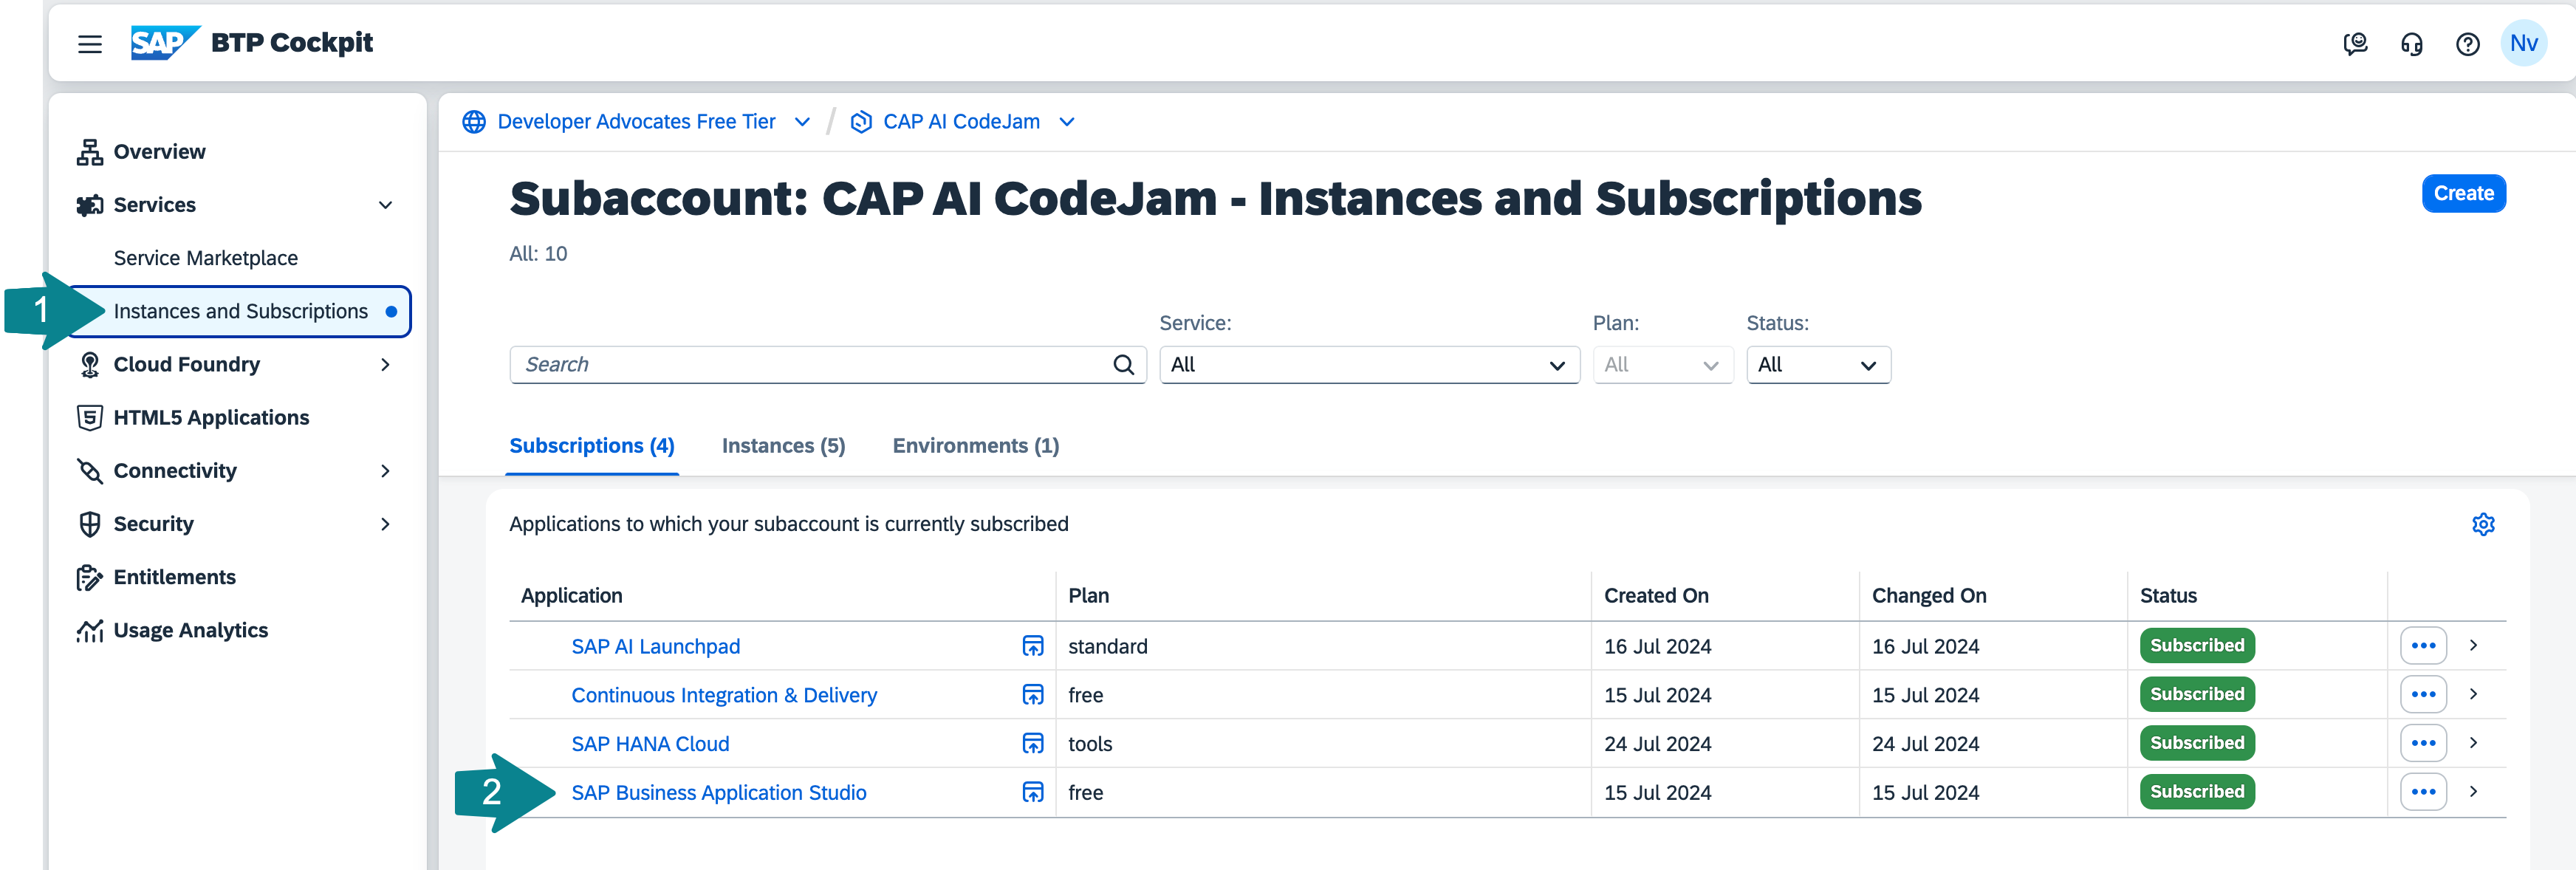 SAP BTP Cockpit
Nv
Overview
Services
Service Marketplace
1
Instances and Subscriptions
Cloud Foundry
HTML5 Applications
Connectivity
Security
Entitlements
Usage Analytics
Developer Advocates Free Tier / CAP AI CodeJam
Subaccount: CAP AI CodeJam - Instances and Subscriptions
Create
All: 10
Service: Plan: Status:
Search All All All
Subscriptions (4) Instances (5) Environments (1)
Applications to which your subaccount is currently subscribed
Application Plan Created On Changed On Status
SAP AI Launchpad standard 16 Jul 2024 16 Jul 2024 Subscribed
Continuous Integration & Delivery free 15 Jul 2024 15 Jul 2024 Subscribed
SAP HANA Cloud tools 24 Jul 2024 24 Jul 2024 Subscribed
2 SAP Business Application Studio free 15 Jul 2024 15 Jul 2024 Subscribed